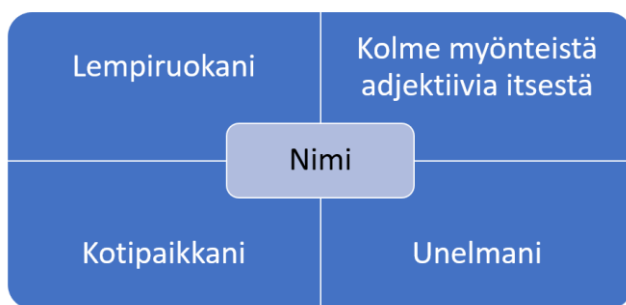 Lempiruokani
Kolme myönteistä
adjektiivia itsestä
Nimi
Kotipaikkani
Unelmani